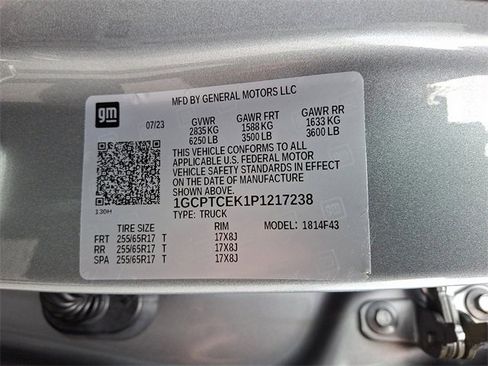 gm
MFD BY GENERAL MOTORS LLC
07/23 GVWR GAWR FRT GAWR RR
2835 KG 1588 KG 1633 KG
6250 LB 3500 LB 3600 LB
THIS VEHICLE CONFORMS TO ALL
APPLICABLE U.S. FEDERAL MOTOR
VEHICLE SAFETY STANDARDS IN EFFECT
ON THE DATE OF MANUFACTURE
SHOWN ABOVE.
1GCPTCEK1P1217238
130H TYPE: TRUCK
TIRE SIZE RIM MODEL: 1814F43
FRT 255/65R17 T 17X8J
RR 255/65R17 T 17X8J
SPA 255/65R17 T 17X8J